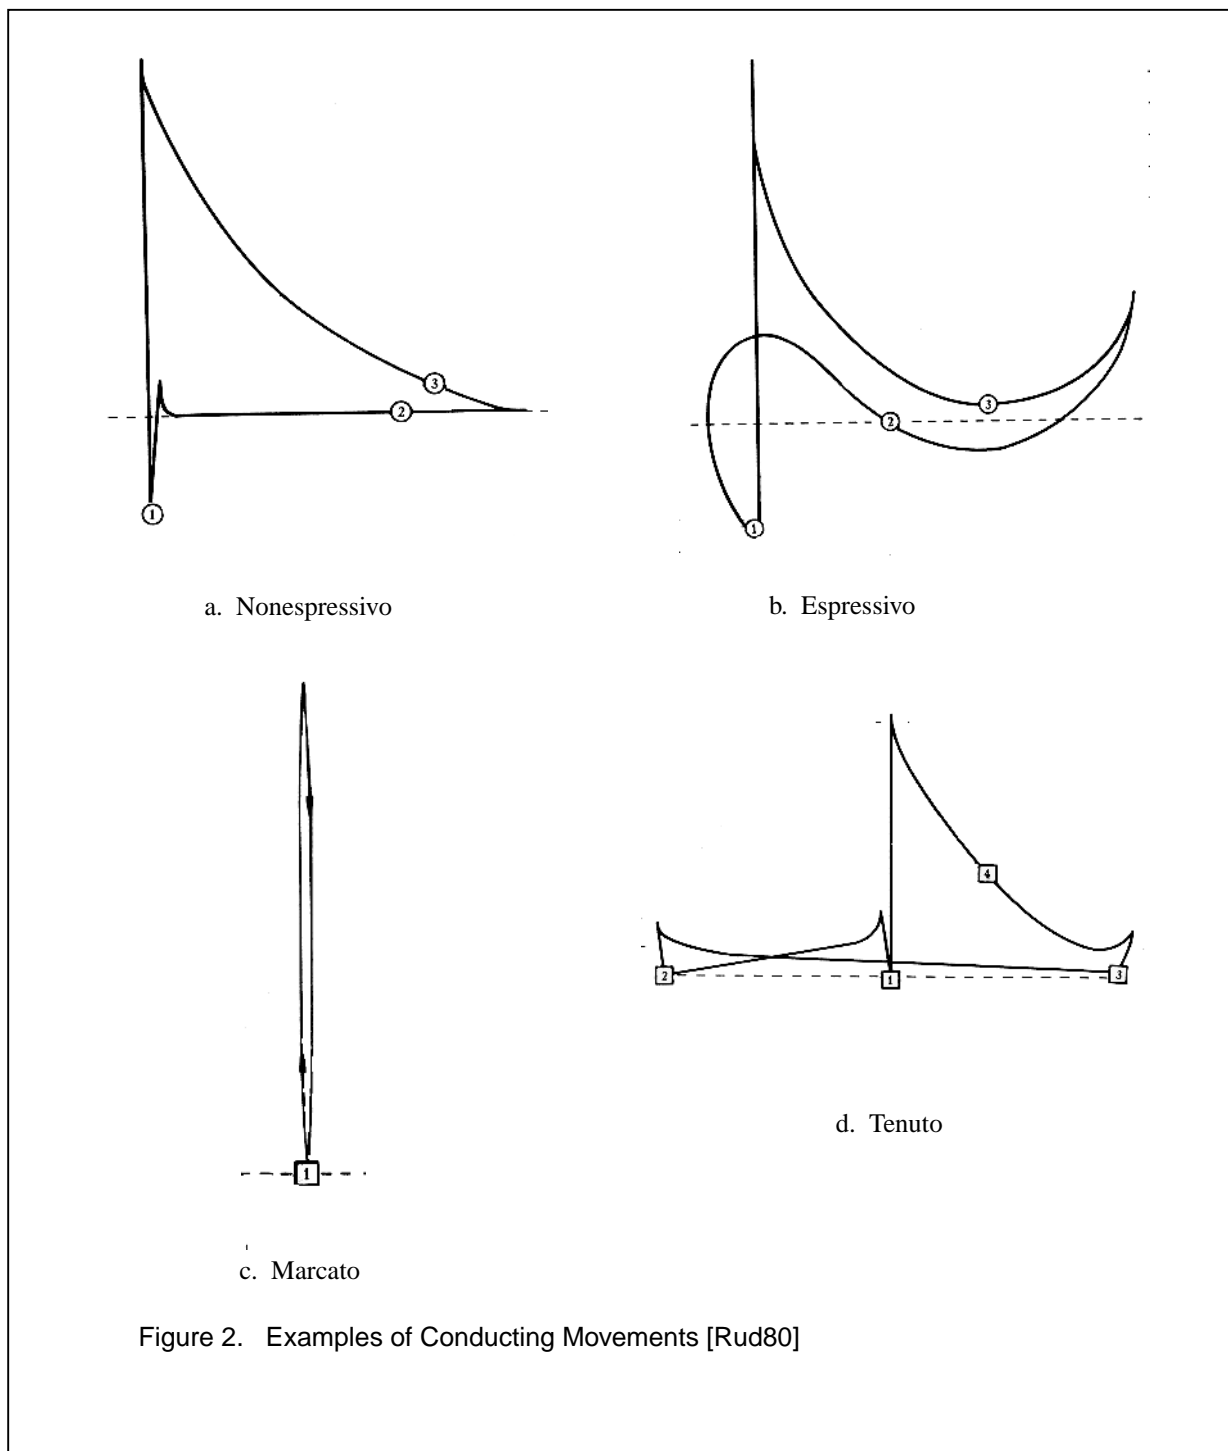 3
2
1
3
2
1
a. Nonespressivo
b. Espressivo
4
2
1
3
d. Tenuto
1
c. Marcato
Figure 2. Examples of Conducting Movements [Rud80]